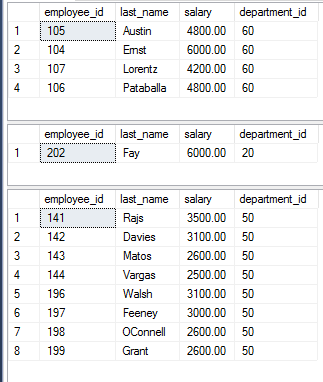 employee_id last_name salary department_id
1 105 Austin 4800.00 60
2 104 Ernst 6000.00 60
3 107 Lorentz 4200.00 60
4 106 Pataballa 4800.00 60
employee_id last_name salary department_id
1 202 Fay 6000.00 20
employee_id last_name salary department_id
1 141 Rajs 3500.00 50
2 142 Davies 3100.00 50
3 143 Matos 2600.00 50
4 144 Vargas 2500.00 50
5 196 Walsh 3100.00 50
6 197 Feeney 3000.00 50
7 198 OConnell 2600.00 50
8 199 Grant 2600.00 50